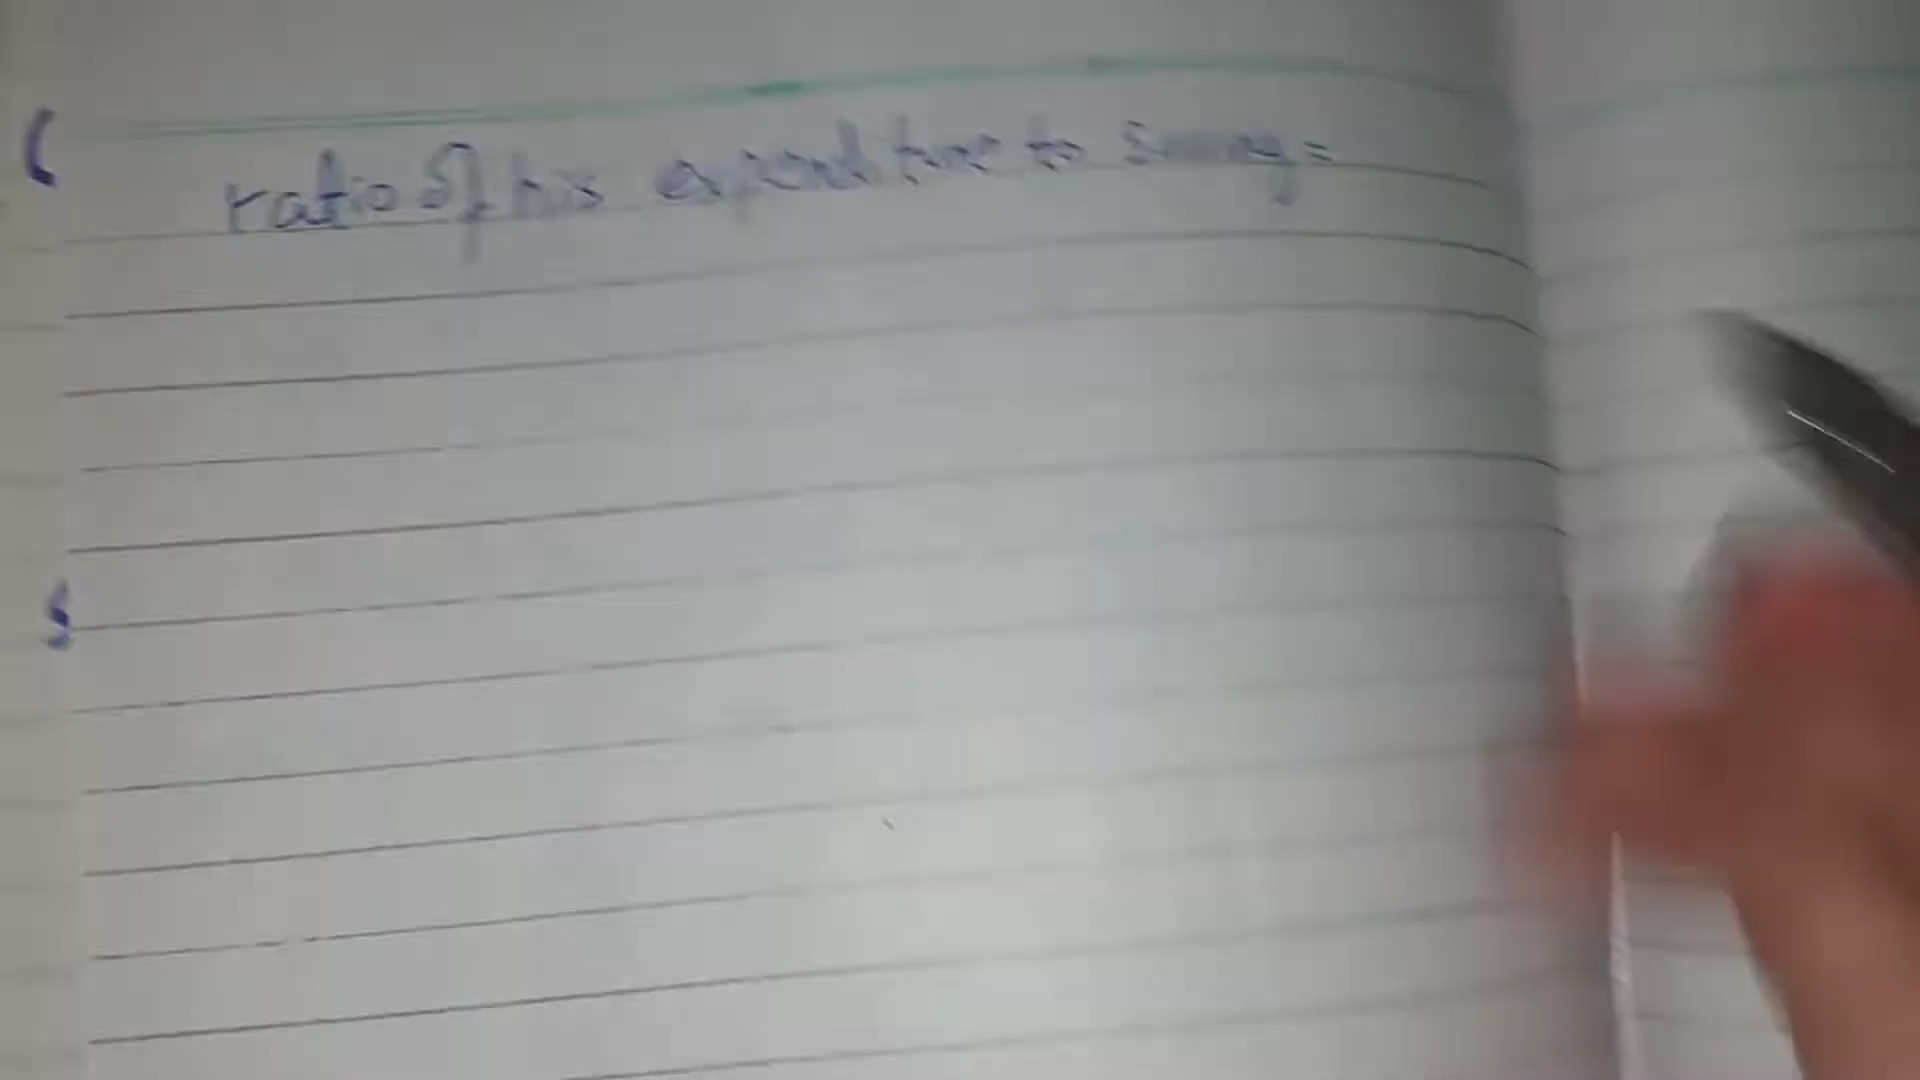 ratio of his expenditure to saving =